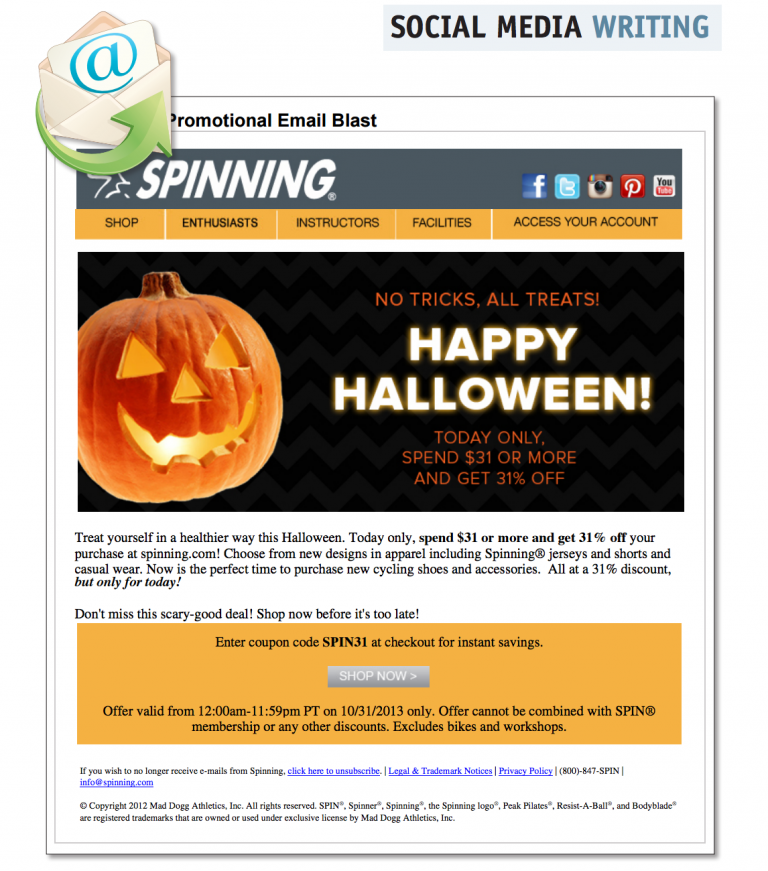 SOCIAL MEDIA WRITING
@
Promotional Email Blast
SPINNING®
f t P You Tube
SHOP ENTHUSIASTS INSTRUCTORS FACILITIES ACCESS YOUR ACCOUNT
NO TRICKS, ALL TREATS!
HAPPY
HALLOWEEN!
TODAY ONLY,
SPEND $31 OR MORE
AND GET 31% OFF
Treat yourself in a healthier way this Halloween. Today only, spend $31 or more and get 31% off your
purchase at spinning.com! Choose from new designs in apparel including Spinning® jerseys and shorts and
casual wear. Now is the perfect time to purchase new cycling shoes and accessories. All at a 31% discount,
but only for today!
Don't miss this scary-good deal! Shop now before it's too late!
Enter coupon code SPIN31 at checkout for instant savings.
SHOP NOW >
Offer valid from 12:00am-11:59pm PT on 10/31/2013 only. Offer cannot be combined with SPIN®
membership or any other discounts. Excludes bikes and workshops.
If you wish to no longer receive e-mails from Spinning, click here to unsubscribe. | Legal & Trademark Notices | Privacy Policy | (800)-847-SPIN |
info@spinning.com
© Copyright 2012 Mad Dogg Athletics, Inc. All rights reserved. SPIN®, Spinner®, Spinning®, the Spinning logo®, Peak Pilates®, Resist-A-Ball®, and Bodyblade®
are registered trademarks that are owned or used under exclusive license by Mad Dogg Athletics, Inc.